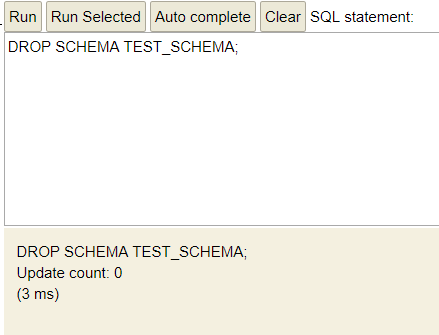 Run Run Selected Auto complete Clear SQL statement:
DROP SCHEMA TEST_SCHEMA;
DROP SCHEMA TEST_SCHEMA;
Update count: 0
(3 ms)